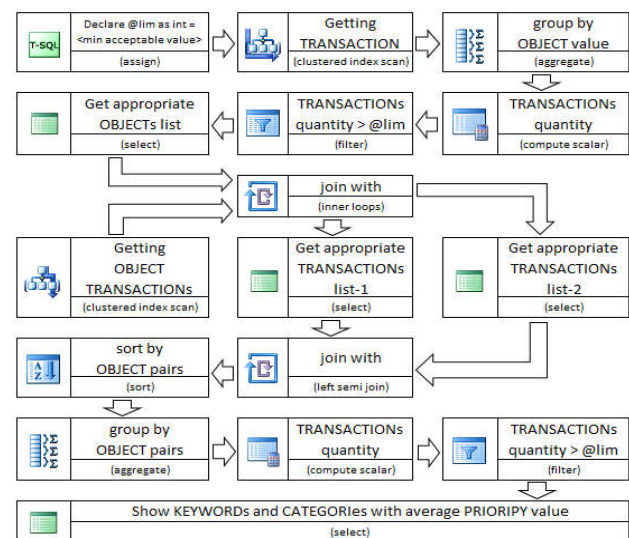 T-SQL
Declare @lim as int =
<min acceptable value>
(assign)
Getting
TRANSACTION
(clustered index scan)
group by
OBJECT value
(aggregate)
Get appropriate
OBJECTs list
(select)
TRANSACTIONs
quantity > @lim
(filter)
TRANSACTIONs
quantity
(compute scalar)
join with
(inner loops)
Getting
OBJECT
TRANSACTIONs
(clustered index scan)
Get appropriate
TRANSACTIONs
list-1
(select)
Get appropriate
TRANSACTIONs
list-2
(select)
sort by
OBJECT pairs
(sort)
join with
(left semi join)
group by
OBJECT pairs
(aggregate)
TRANSACTIONs
quantity
(compute scalar)
TRANSACTIONs
quantity > @lim
(filter)
Show KEYWORDs and CATEGORIes with average PRIORIPY value
(select)